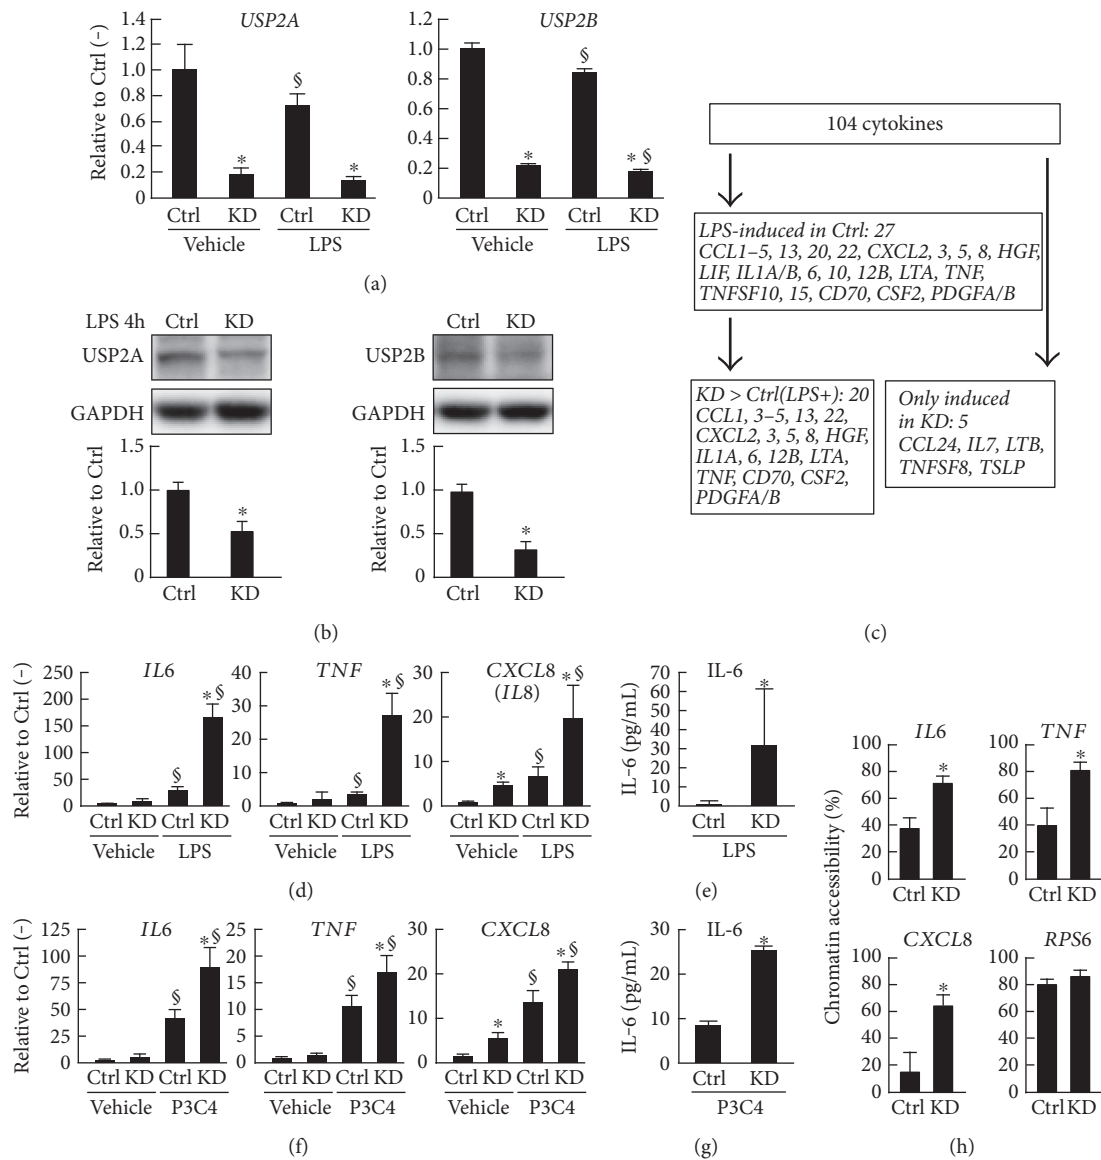 USP2A
Relative to Ctrl (–)
1.4
1.2
1.0
0.8
0.6
0.4
0.2
0
* § *
Ctrl KD Ctrl KD
Vehicle LPS
USP2B
1.2
1.0
0.8
0.6
0.4
0.2
0
* § * §
Ctrl KD Ctrl KD
Vehicle LPS
(a)
LPS 4h Ctrl KD
USP2A
GAPDH
Relative to Ctrl
1.5
1.0
0.5
0
*
Ctrl KD
Ctrl KD
USP2B
GAPDH
Relative to Ctrl
1.5
1.0
0.5
0
*
Ctrl KD
(b)
104 cytokines
LPS-induced in Ctrl: 27
CCL1–5, 13, 20, 22, CXCL2, 3, 5, 8, HGF,
LIF, IL1A/B, 6, 10, 12B, LTA, TNF,
TNFSF10, 15, CD70, CSF2, PDGFA/B
KD > Ctrl(LPS+): 20
CCL1, 3–5, 13, 22,
CXCL2, 3, 5, 8, HGF,
IL1A, 6, 12B, LTA,
TNF, CD70, CSF2,
PDGFA/B
Only induced
in KD: 5
CCL24, IL7, LTB,
TNFSF8, TSLP
(c)
IL6
Relative to Ctrl (–)
250
200
150
100
50
0
§ * §
Ctrl KD Ctrl KD
Vehicle LPS
TNF
40
30
20
10
0
§ * §
Ctrl KD Ctrl KD
Vehicle LPS
CXCL8
(IL8)
30
20
10
0
* § * §
Ctrl KD Ctrl KD
Vehicle LPS
(d)
IL-6
IL-6 (pg/mL)
70
60
50
40
30
20
10
0
*
Ctrl KD
LPS
(e)
IL6
Relative to Ctrl (–)
125
100
75
50
25
0
§ * §
Ctrl KD Ctrl KD
Vehicle P3C4
TNF
25
20
15
10
5
0
§ * §
Ctrl KD Ctrl KD
Vehicle P3C4
CXCL8
30
20
10
0
* § * §
Ctrl KD Ctrl KD
Vehicle P3C4
(f)
IL-6
IL-6 (pg/mL)
30
20
10
0
*
Ctrl KD
P3C4
(g)
Chromatin accessibility (%)
IL6
100
80
60
40
20
0
*
Ctrl KD
TNF
100
80
60
40
20
0
*
Ctrl KD
CXCL8
100
80
60
40
20
0
*
Ctrl KD
RPS6
100
80
60
40
20
0
Ctrl KD
(h)